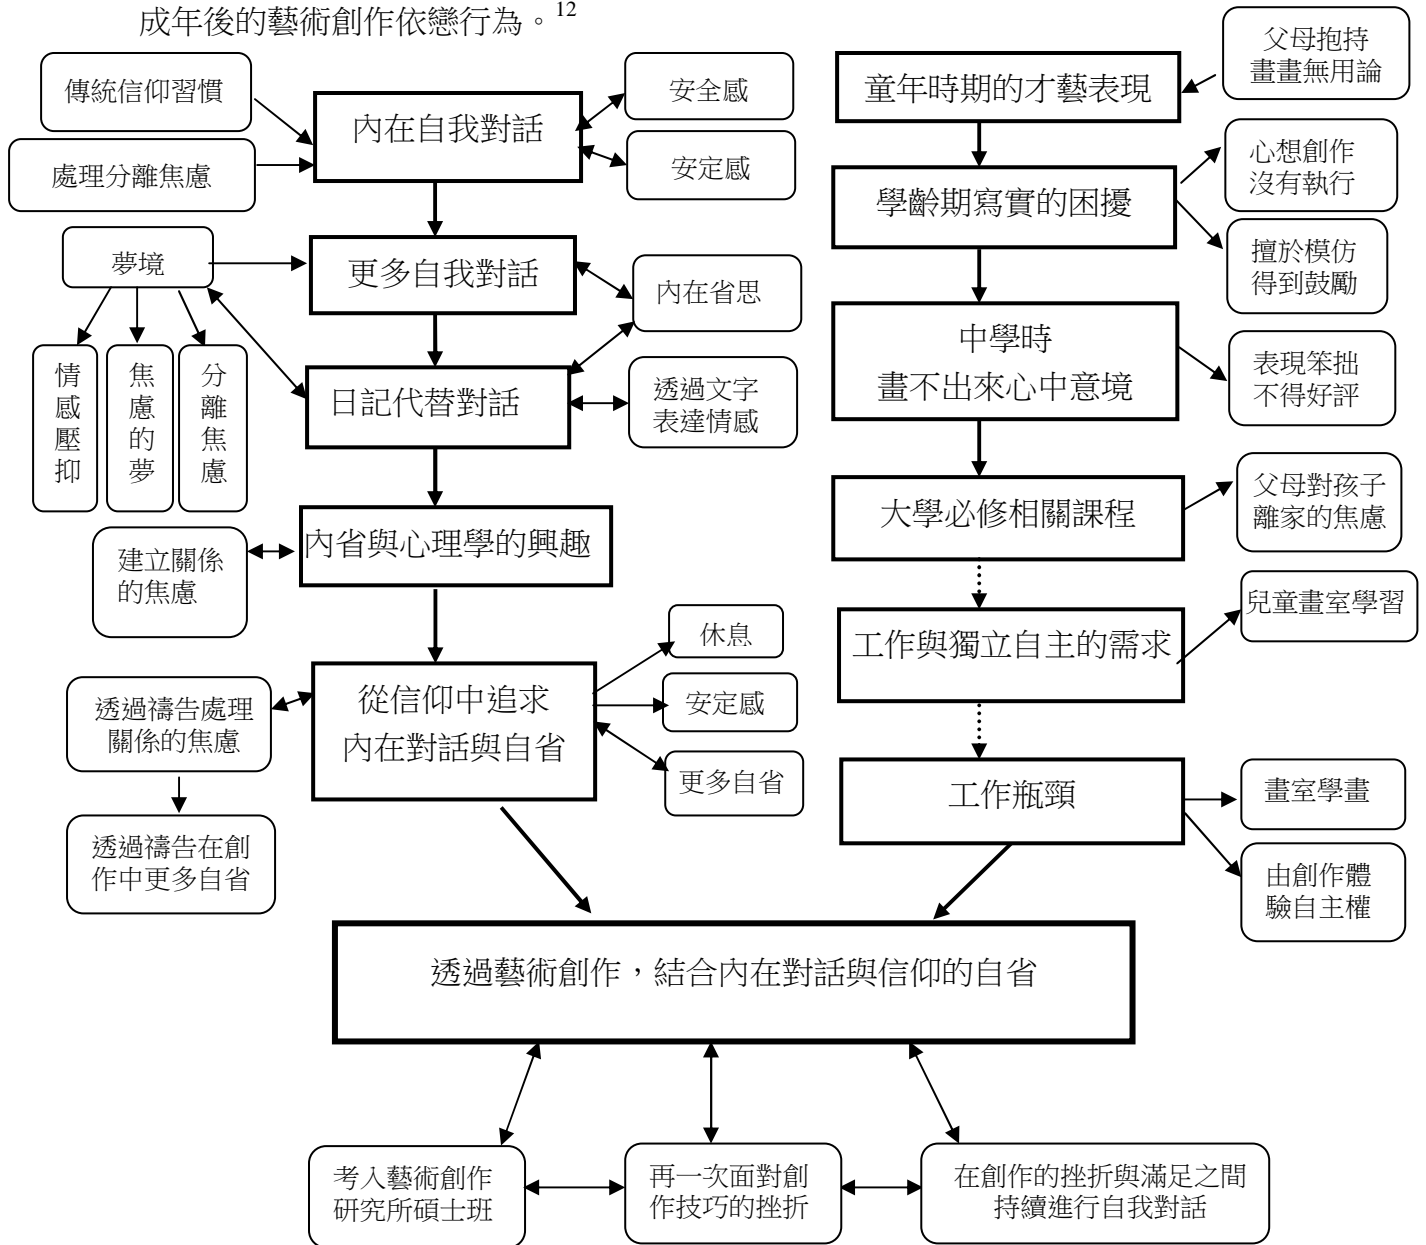 成年後的藝術創作依戀行為。12
傳統信仰習慣
處理分離焦慮
內在自我對話
安全感
安定感
夢境
更多自我對話
內在省思
情感壓抑
焦慮的夢
分離焦慮
日記代替對話
透過文字
表達情感
建立關係
的焦慮
內省與心理學的興趣
休息
透過禱告處理
關係的焦慮
從信仰中追求
內在對話與自省
安定感
更多自省
透過禱告在創
作中更多自省
童年時期的才藝表現
父母抱持
畫畫無用論
學齡期寫實的困擾
心想創作
沒有執行
擅於模仿
得到鼓勵
中學時
畫不出來心中意境
表現笨拙
不得好評
大學必修相關課程
父母對孩子
離家的焦慮
工作與獨立自主的需求
兒童畫室學習
工作瓶頸
畫室學畫
由創作體
驗自主權
透過藝術創作，結合內在對話與信仰的自省
考入藝術創作
研究所碩士班
再一次面對創
作技巧的挫折
在創作的挫折與滿足之間
持續進行自我對話